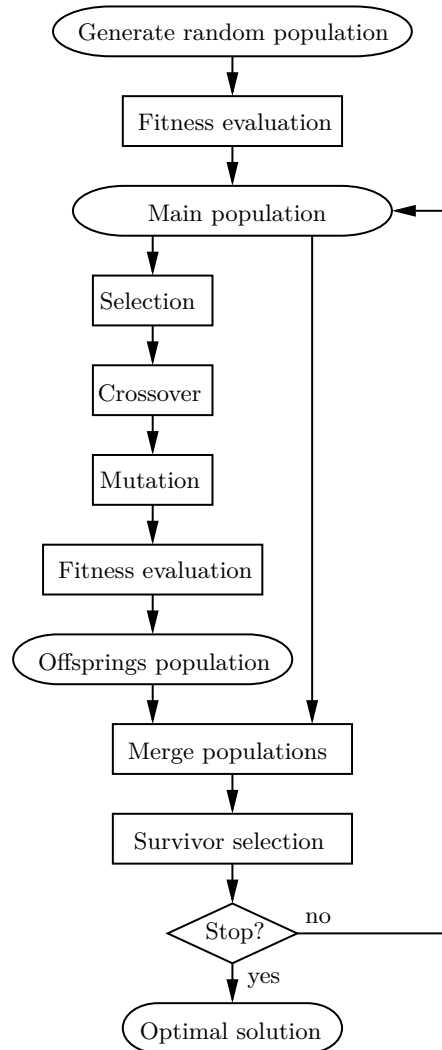 Generate random population
Fitness evaluation
Main population
Selection
Crossover
Mutation
Fitness evaluation
Offsprings population
Merge populations
Survivor selection
Stop?
no
yes
Optimal solution